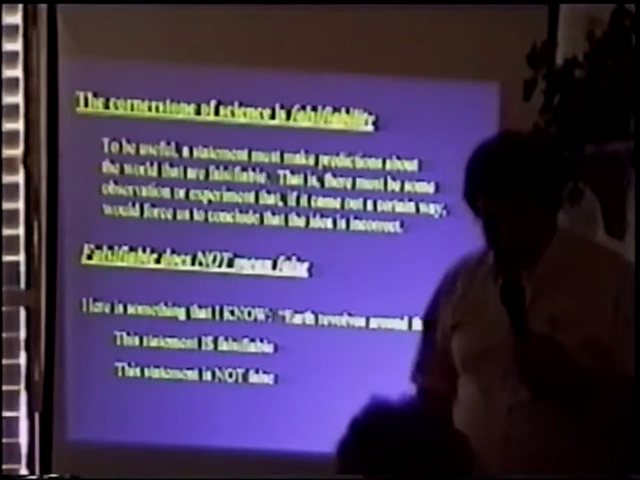 The cornerstone of science is falsifiability
To be useful, a statement must make predictions about
the world that are falsifiable. That is, there must be some
observation or experiment that, if it came out a certain way,
would force us to conclude that the idea is incorrect.
Falsifiable does NOT mean false
Here is something that I KNOW: "Earth revolves around th
This statement IS falsifiable
This statement is NOT false